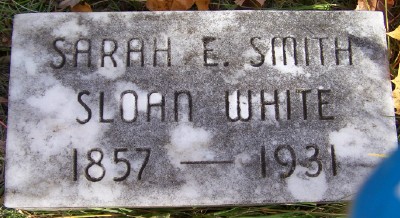 SARAH E. SMITH
SLOAN WHITE
1857 — 1931